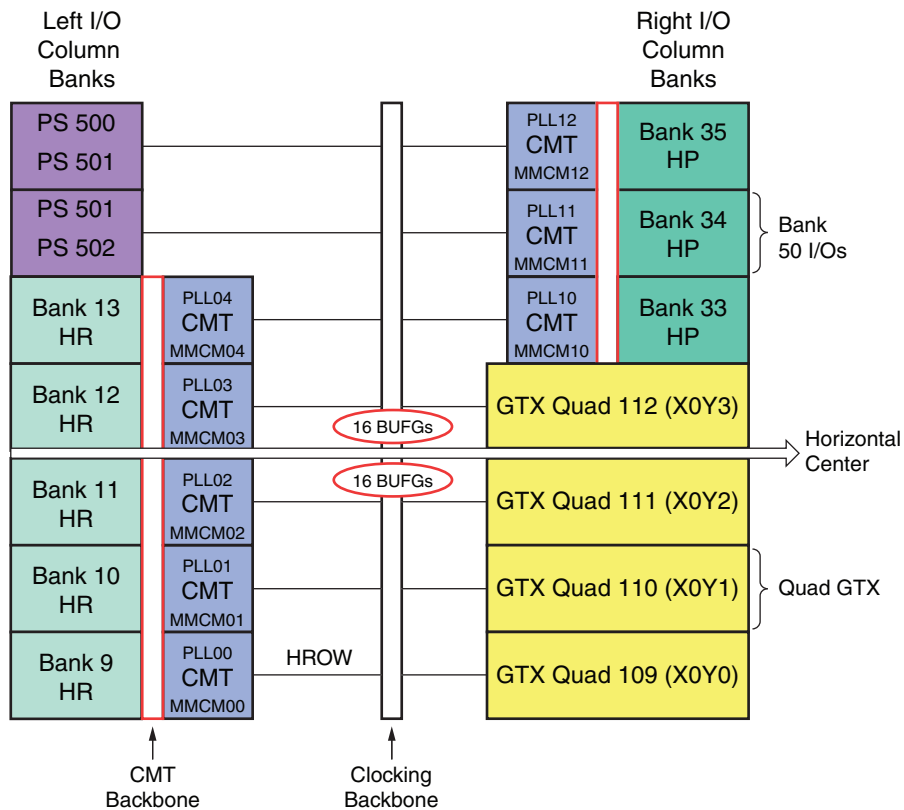 Left I/O
Column
Banks
Right I/O
Column
Banks
PS 500
PS 501
PLL12
CMT
MMCM12
Bank 35
HP
PS 501
PS 502
PLL11
CMT
MMCM11
Bank 34
HP
Bank
50 I/Os
Bank 13
HR
PLL04
CMT
MMCM04
PLL10
CMT
MMCM10
Bank 33
HP
Bank 12
HR
PLL03
CMT
MMCM03
16 BUFGs
GTX Quad 112 (X0Y3)
Horizontal
Center
Bank 11
HR
PLL02
CMT
MMCM02
16 BUFGs
GTX Quad 111 (X0Y2)
Bank 10
HR
PLL01
CMT
MMCM01
GTX Quad 110 (X0Y1)
Quad GTX
Bank 9
HR
PLL00
CMT
MMCM00
HROW
GTX Quad 109 (X0Y0)
CMT
Backbone
Clocking
Backbone